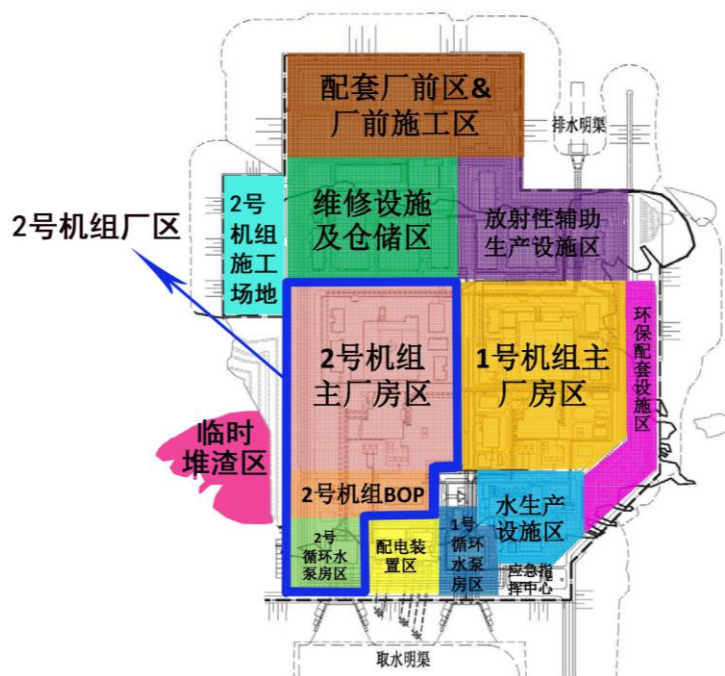 配套厂前区&
厂前施工区
排水明渠
2号
机组
施工
场地
维修设施
及仓储区
放射性辅助
生产设施区
2号机组厂区
2号机组
主厂房区
1号机组主
厂房区
环保配套设施区
临时
堆渣区
2号机组BOP
水生产
设施区
2号
循环水
泵房区
配电装
置区
1号
循环
水泵
房区
应急指
挥中心
取水明渠